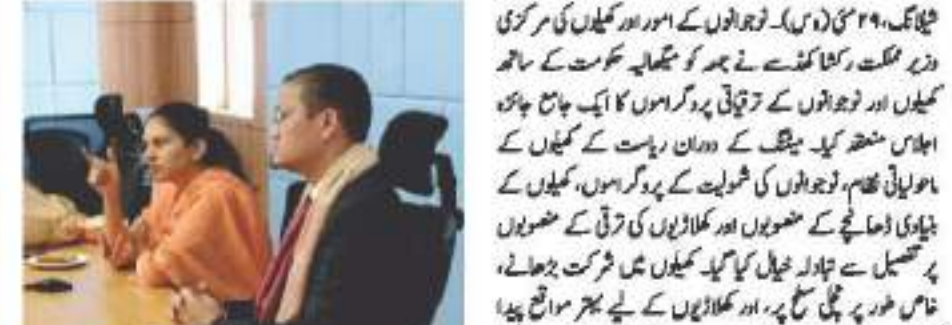 شیلانگ، ۲۹ مئی (و س)۔ نوجوانوں کے امور اور کھیلوں کی مرکزی
وزیر مملکت رکشا کھڈسے نے جمعہ کو میگھالیہ حکومت کے ساتھ
کھیلوں اور نوجوانوں کے ترقیاتی پروگراموں کا ایک جامع جائزہ
اجلاس منعقد کیا۔ میٹنگ کے دوران ریاست کے کھیلوں کے
ماحولیاتی نظام، نوجوانوں کی شمولیت کے پروگراموں، کھیلوں کے
بنیادی ڈھانچے کے منصوبوں اور کھلاڑیوں کی ترقی کے منصوبوں
پر تفصیل سے تبادلہ خیال کیا گیا۔ کھیلوں میں شرکت بڑھانے،
خاص طور پر نچلی سطح پر، اور کھلاڑیوں کے لیے بہتر مواقع پیدا